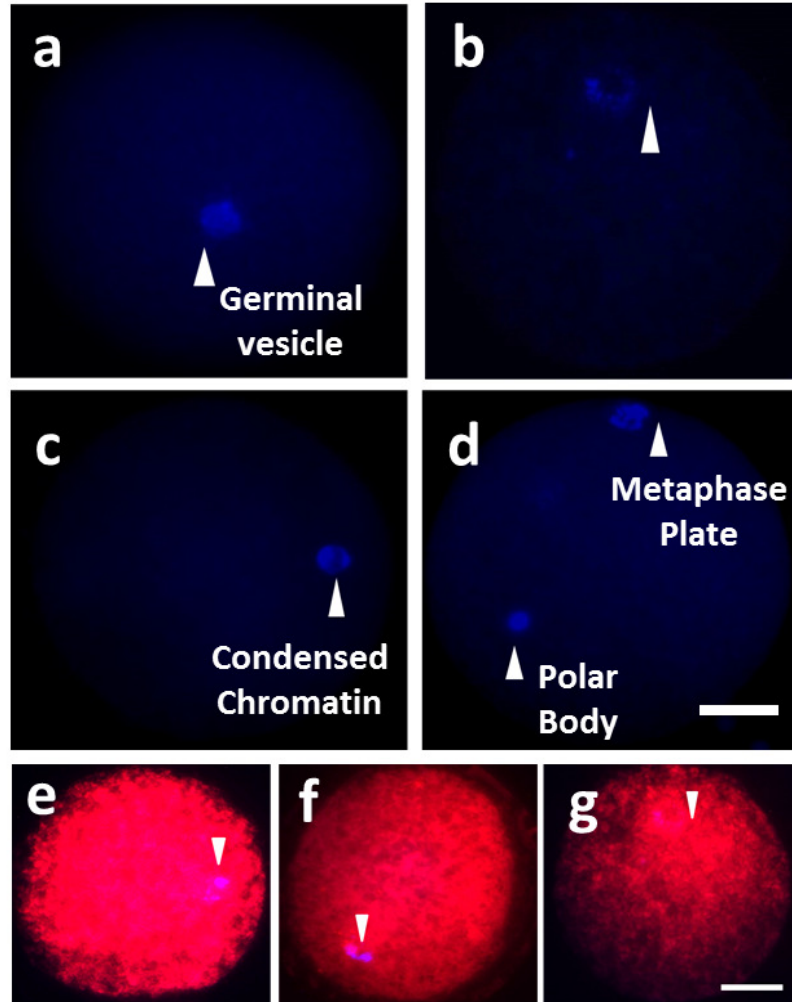 a
b
Germinal
vesicle
c
d
Metaphase
Plate
Condensed
Chromatin
Polar
Body
e
f
g